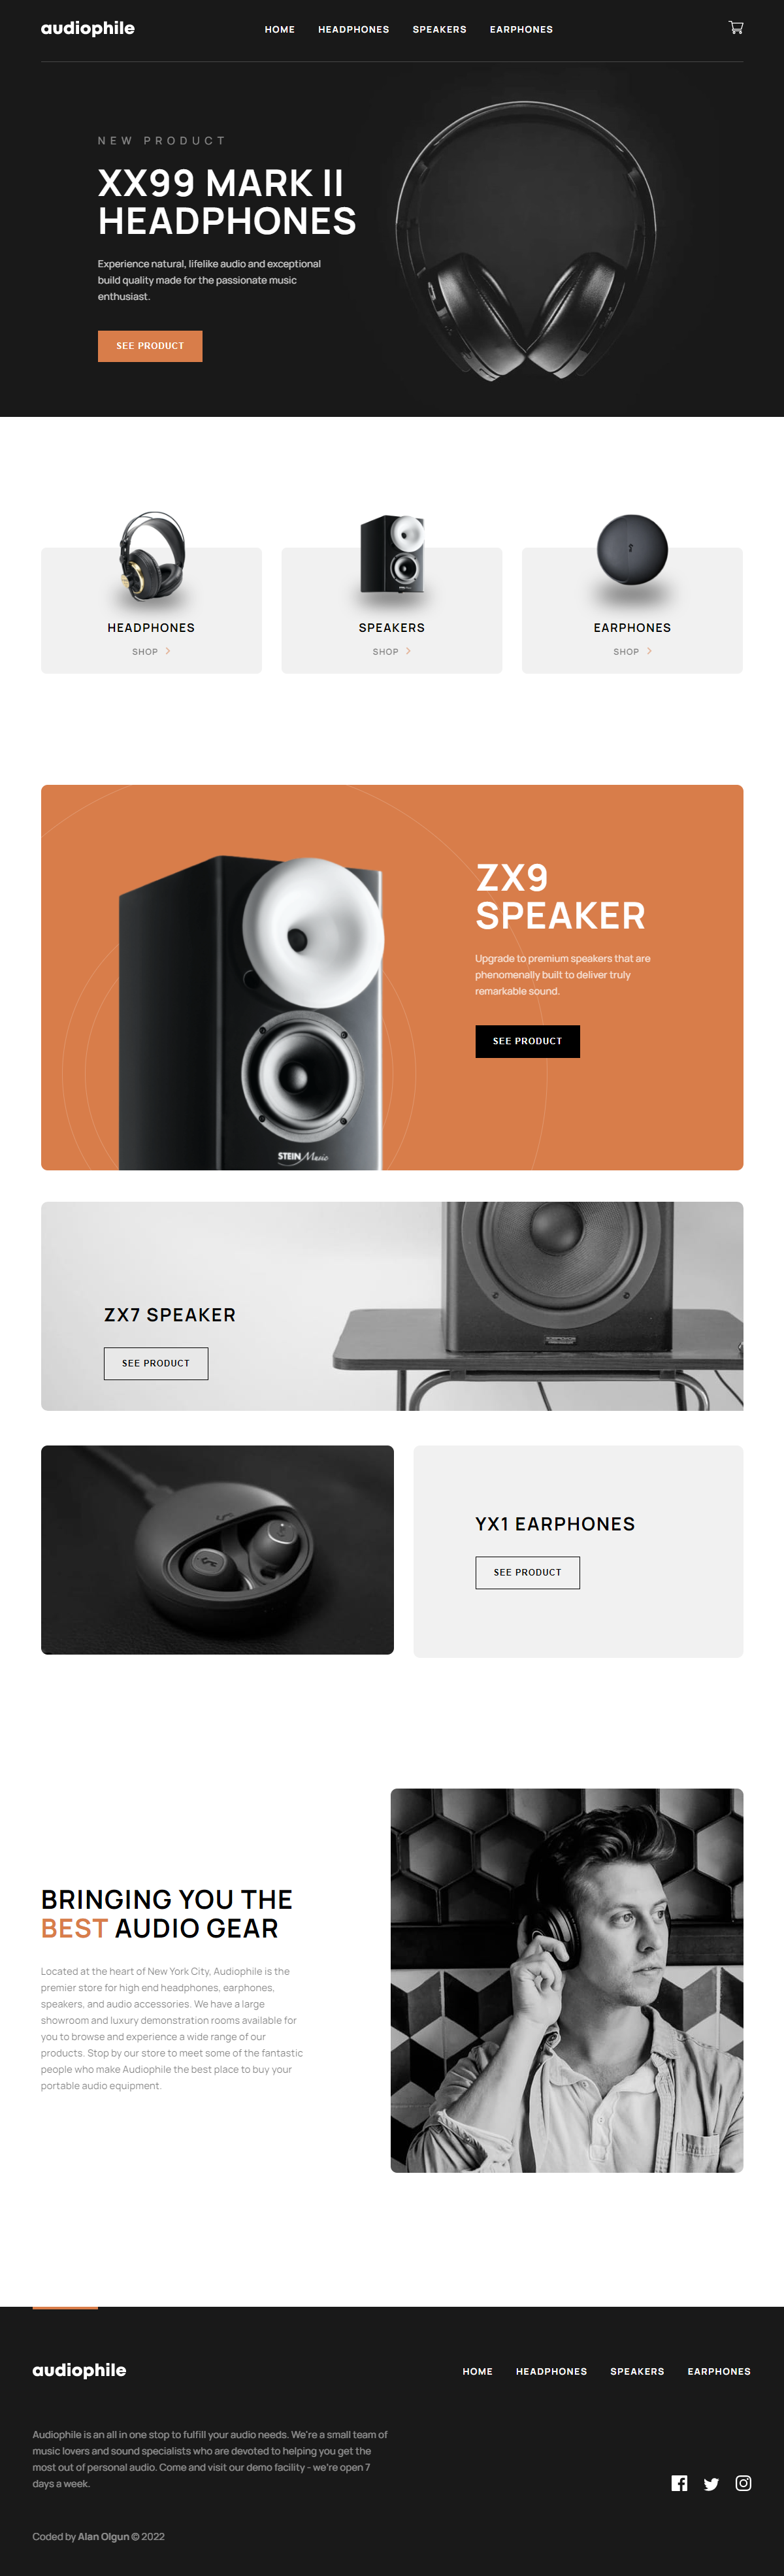 audiophile
HOME HEADPHONES SPEAKERS EARPHONES
NEW PRODUCT
XX99 MARK II
HEADPHONES
Experience natural, lifelike audio and exceptional
build quality made for the passionate music
enthusiast.
SEE PRODUCT
HEADPHONES
SHOP
SPEAKERS
SHOP
EARPHONES
SHOP
ZX9
SPEAKER
Upgrade to premium speakers that are
phenomenally built to deliver truly
remarkable sound.
SEE PRODUCT
STEIN Music
ZX7 SPEAKER
SEE PRODUCT
YX1 EARPHONES
SEE PRODUCT
BRINGING YOU THE
BEST AUDIO GEAR
Located at the heart of New York City, Audiophile is the
premier store for high end headphones, earphones,
speakers, and audio accessories. We have a large
showroom and luxury demonstration rooms available for
you to browse and experience a wide range of our
products. Stop by our store to meet some of the fantastic
people who make Audiophile the best place to buy your
portable audio equipment.
audiophile
HOME HEADPHONES SPEAKERS EARPHONES
Audiophile is an all in one stop to fulfill your audio needs. We're a small team of
music lovers and sound specialists who are devoted to helping you get the
most out of personal audio. Come and visit our demo facility - we're open 7
days a week.
Coded by Alan Olgun © 2022